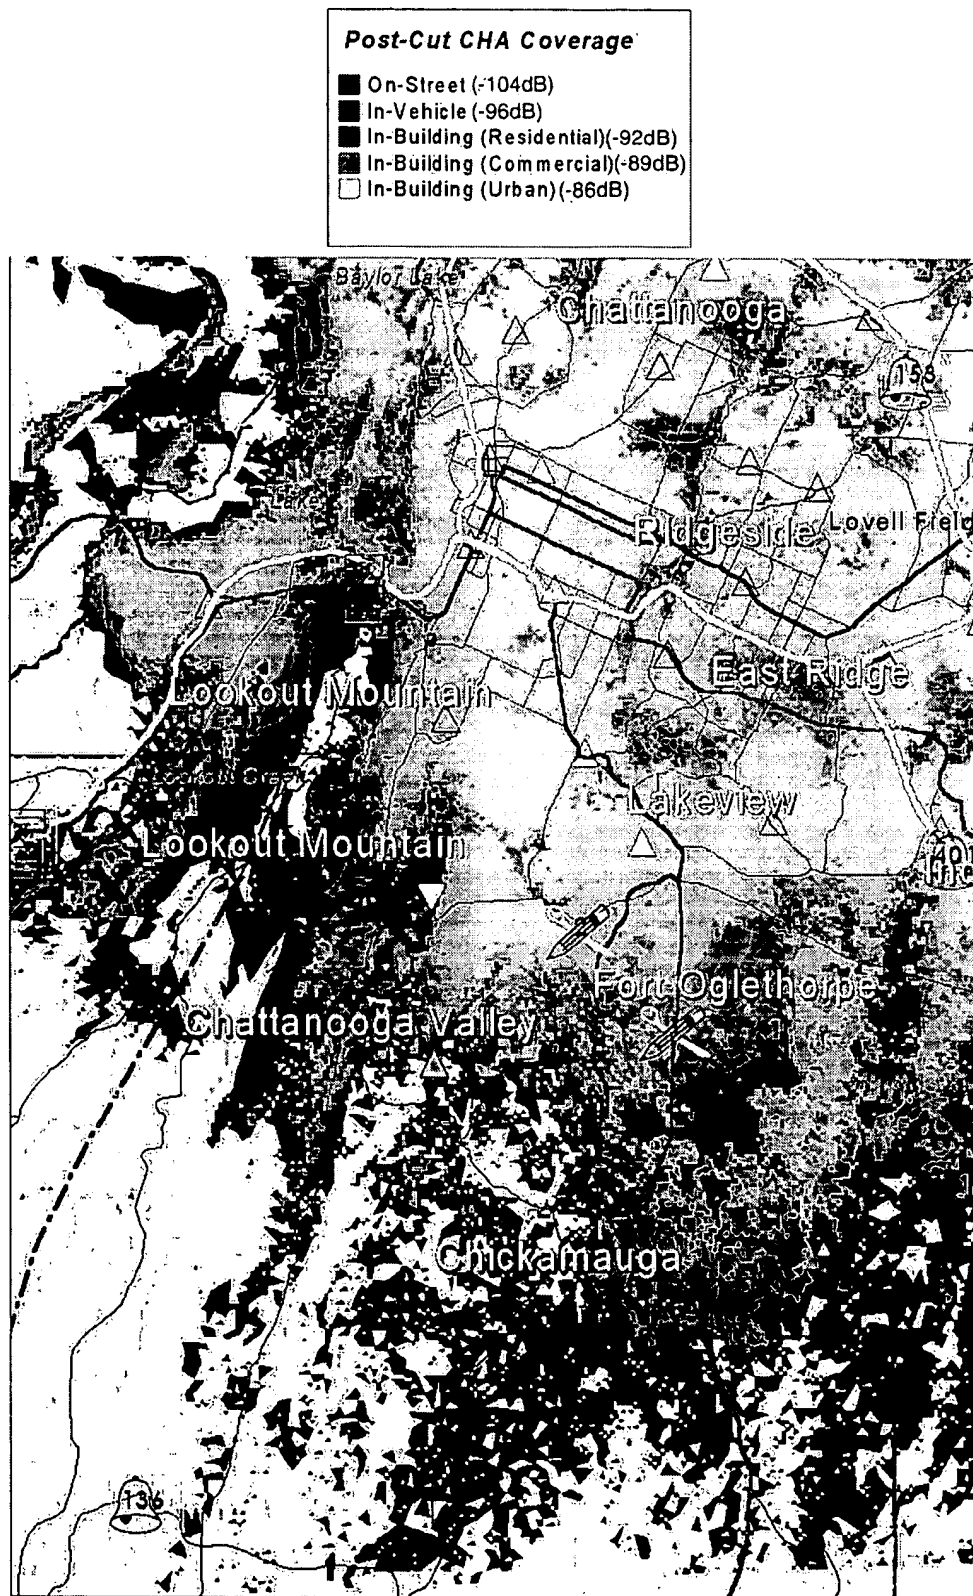 Post-Cut CHA Coverage
On-Street (-104dB)
In-Vehicle (-96dB)
In-Building (Residential)(-92dB)
In-Building (Commercial)(-89dB)
In-Building (Urban)(-86dB)
Baylor Lake
Chattanooga
153
Ridgeside
Lovell Field
East Ridge
Lookout Mountain
Lakeview
Lookout Mountain
Fort Oglethorpe
Chattanooga Valley
Chickamauga
136